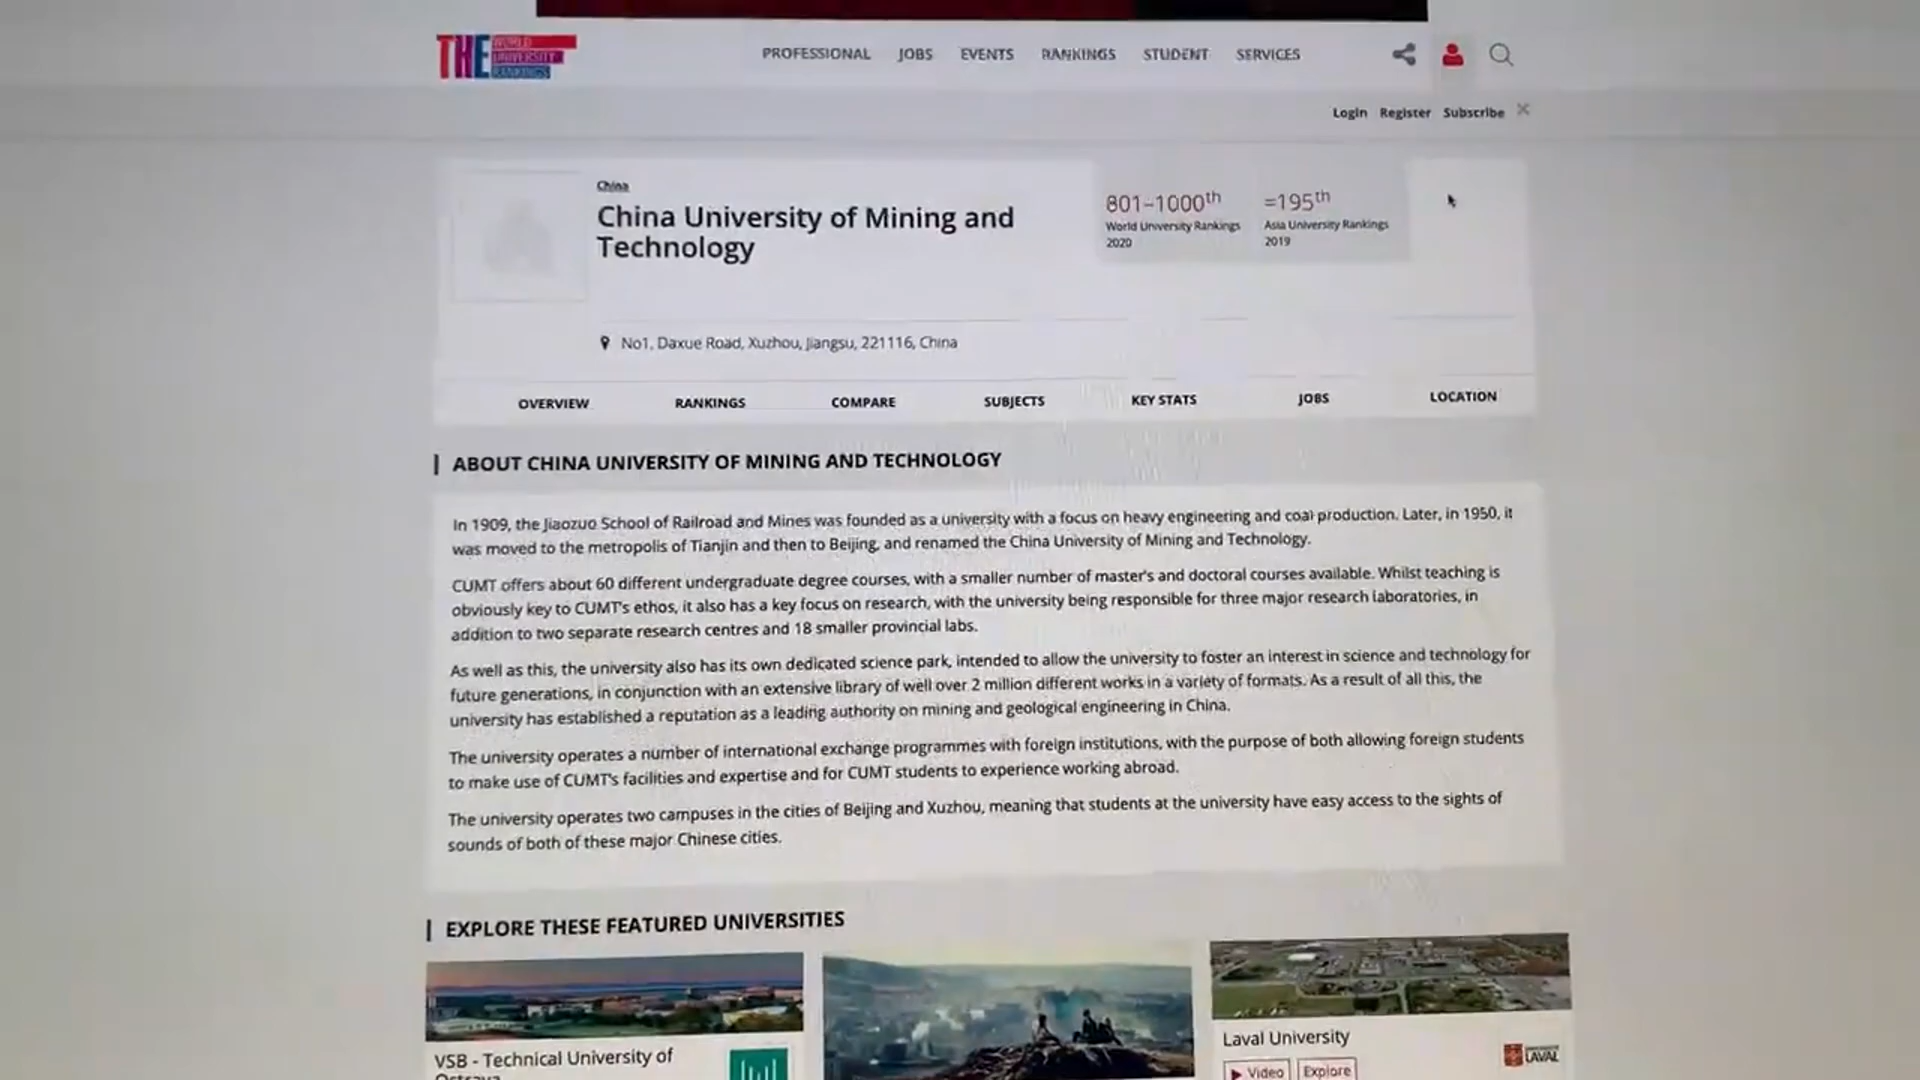 THE WORLD UNIVERSITY RANKINGS
PROFESSIONAL JOBS EVENTS RANKINGS STUDENT SERVICES
Login Register Subscribe
China
China University of Mining and
Technology
801–1000th
World University Rankings
2020
=195th
Asia University Rankings
2019
No1, Daxue Road, Xuzhou, Jiangsu, 221116, China
OVERVIEW RANKINGS COMPARE SUBJECTS KEY STATS JOBS LOCATION
ABOUT CHINA UNIVERSITY OF MINING AND TECHNOLOGY
In 1909, the Jiaozuo School of Railroad and Mines was founded as a university with a focus on heavy engineering and coal production. Later, in 1950, it
was moved to the metropolis of Tianjin and then to Beijing, and renamed the China University of Mining and Technology.
CUMT offers about 60 different undergraduate degree courses, with a smaller number of master's and doctoral courses available. Whilst teaching is
obviously key to CUMT's ethos, it also has a key focus on research, with the university being responsible for three major research laboratories, in
addition to two separate research centres and 18 smaller provincial labs.
As well as this, the university also has its own dedicated science park, intended to allow the university to foster an interest in science and technology for
future generations, in conjunction with an extensive library of well over 2 million different works in a variety of formats. As a result of all this, the
university has established a reputation as a leading authority on mining and geological engineering in China.
The university operates a number of international exchange programmes with foreign institutions, with the purpose of both allowing foreign students
to make use of CUMT's facilities and expertise and for CUMT students to experience working abroad.
The university operates two campuses in the cities of Beijing and Xuzhou, meaning that students at the university have easy access to the sights of
sounds of both of these major Chinese cities.
EXPLORE THESE FEATURED UNIVERSITIES
VSB - Technical University of
Ostrava
Laval University
Video Explore
UNIVERSITÉ LAVAL